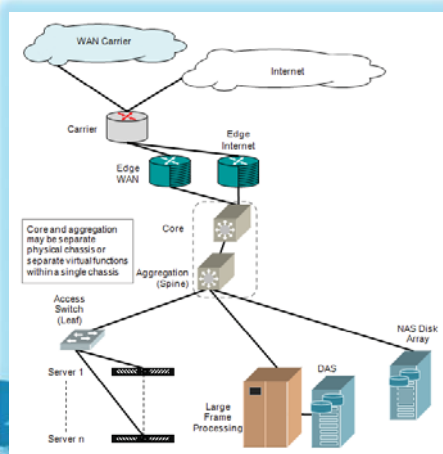 WAN Carrier
Internet
Carrier
Edge
Internet
Edge
WAN
Core
Core and aggregation
may be separate
physical chassis or
separate virtual functions
within a single chassis
Aggregation
(Spine)
Access
Switch
(Leaf)
NAS Disk
Array
Server 1
DAS
Large
Frame
Processing
Server n